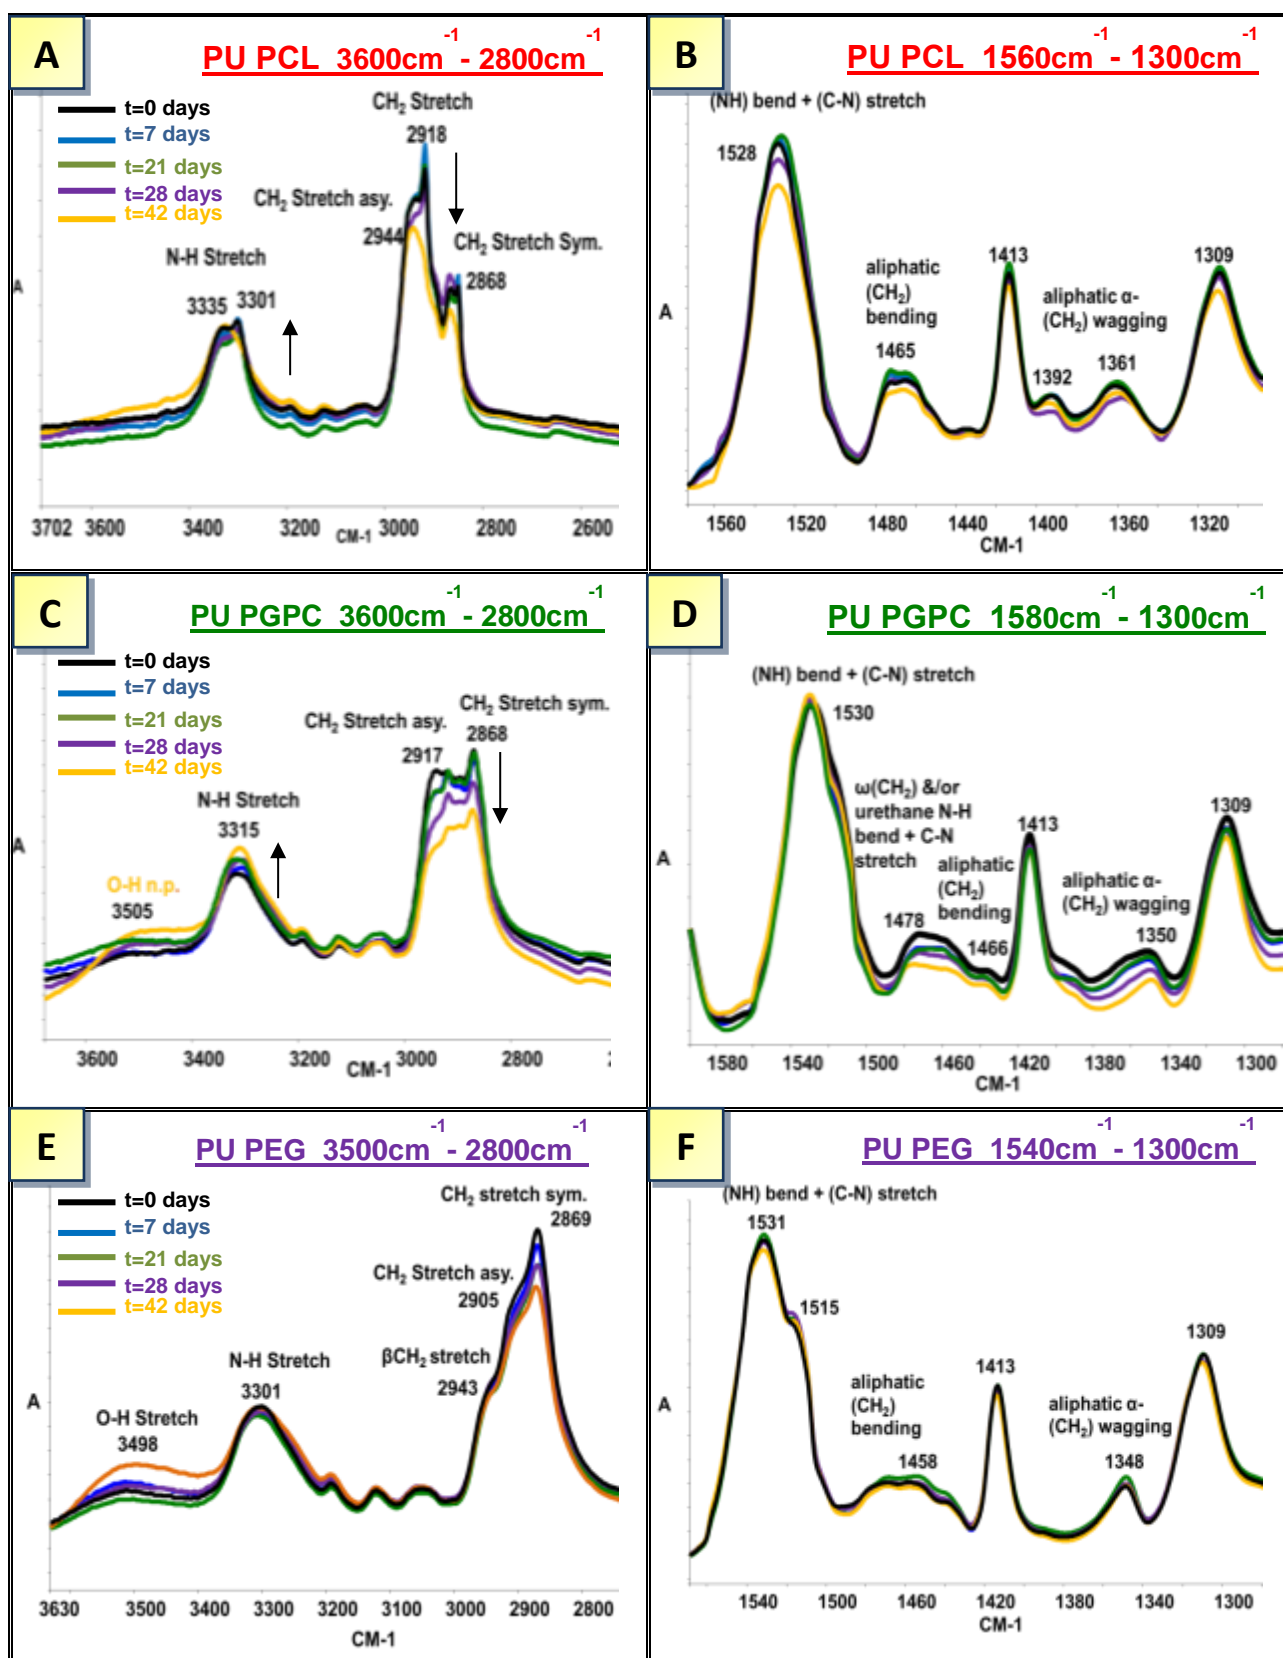 A
PU PCL 3600cm-1 - 2800cm-1
t=0 days
t=7 days
t=21 days
t=28 days
t=42 days
CH2 Stretch
2918
CH2 Stretch asy.
2944
CH2 Stretch Sym.
2868
N-H Stretch
3335
3301
A
3702 3600 3400 3200 CM-1 3000 2800 2600
B
PU PCL 1560cm-1 - 1300cm-1
(NH) bend + (C-N) stretch
1528
aliphatic
(CH2)
bending
1465
1413
aliphatic α-
(CH2) wagging
1392
1361
1309
A
1560 1520 1480 1440 1400 1360 1320
CM-1
C
PU PGPC 3600cm-1 - 2800cm-1
t=0 days
t=7 days
t=21 days
t=28 days
t=42 days
CH2 Stretch sym.
2868
CH2 Stretch asy.
2917
N-H Stretch
3315
O-H n.p.
3505
A
3600 3400 3200 CM-1 3000 2800
D
PU PGPC 1580cm-1 - 1300cm-1
(NH) bend + (C-N) stretch
1530
ω(CH2) &/or
urethane N-H
bend + C-N
stretch
aliphatic
(CH2)
bending
1478
1466
1413
aliphatic α-
(CH2) wagging
1350
1309
A
1580 1540 1500 1460 1420 1380 1340 1300
CM-1
E
PU PEG 3500cm-1 - 2800cm-1
t=0 days
t=7 days
t=21 days
t=28 days
t=42 days
CH2 stretch sym.
2869
CH2 Stretch asy.
2905
βCH2 stretch
2943
N-H Stretch
3301
O-H Stretch
3498
A
3630 3500 3400 3300 3200 3100 3000 2900 2800
CM-1
F
PU PEG 1540cm-1 - 1300cm-1
(NH) bend + (C-N) stretch
1531
1515
aliphatic
(CH2)
bending
1458
1413
aliphatic α-
(CH2) wagging
1348
1309
A
1540 1500 1460 1420 1380 1340 1300
CM-1